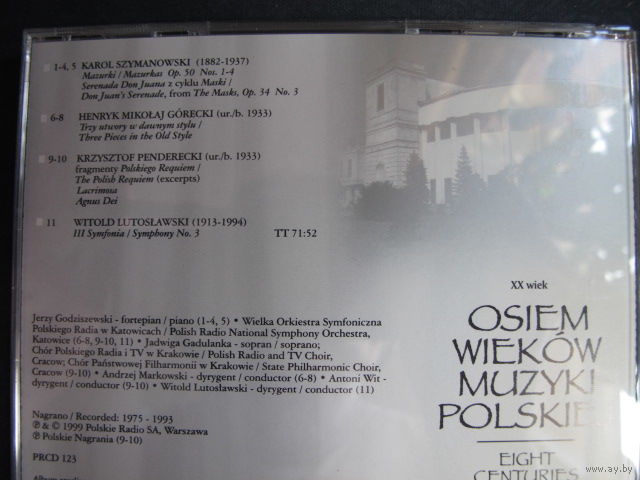 1-4, 5 KAROL SZYMANOWSKI (1882-1937)
Mazurki / Mazurkas Op. 50 Nos. 1-4
Serenada Don Juana z cyklu Maski /
Don Juan's Serenade, from The Masks, Op. 34 No. 3
6-8 HENRYK MIKOŁAJ GÓRECKI (ur./b. 1933)
Trzy utwory w dawnym stylu /
Three Pieces in the Old Style
9-10 KRZYSZTOF PENDERECKI (ur./b. 1933)
fragmenty Polskiego Requiem /
The Polish Requiem (excerpts)
Lacrimosa
Agnus Dei
11 WITOLD LUTOSŁAWSKI (1913-1994)
III Symfonia / Symphony No. 3 TT 71:52
Jerzy Godziszewski - fortepian / piano (1-4, 5) • Wielka Orkiestra Symfoniczna
Polskiego Radia w Katowicach / Polish Radio National Symphony Orchestra,
Katowice (6-8, 9-10, 11) • Jadwiga Gadulanka - sopran / soprano;
Chór Polskiego Radia i TV w Krakowie / Polish Radio and TV Choir,
Cracow; Chór Państwowej Filharmonii w Krakowie / State Philharmonic Choir,
Cracow (9-10) • Andrzej Markowski - dyrygent / conductor (6-8) • Antoni Wit -
dyrygent / conductor (9-10) • Witold Lutosławski - dyrygent / conductor (11)
Nagrano / Recorded: 1975 - 1993
℗ & © 1999 Polskie Radio SA, Warszawa
℗ Polskie Nagrania (9-10)
PRCD 123
XX wiek
OSIEM
WIEKÓW
MUZYKI
POLSKIE
EIGHT
CENTURIES
www.ay.by